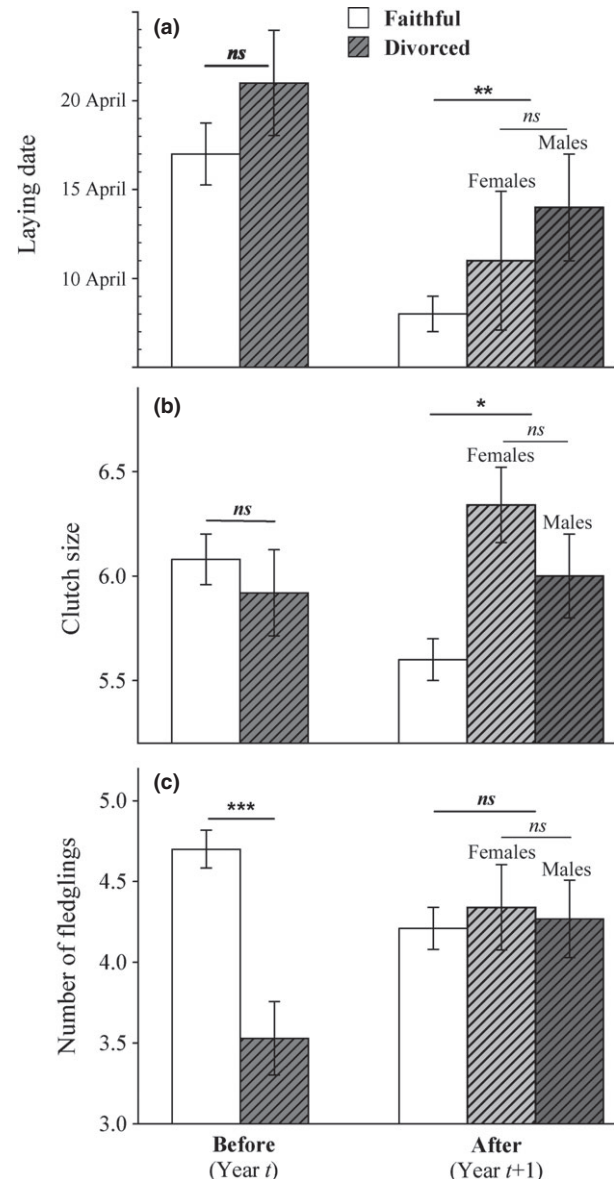 (a)
Faithful
Divorced
ns
**
ns
Males
Females
20 April
15 April
10 April
Laying date
(b)
*
ns
Females
Males
ns
6.5
6.0
5.5
Clutch size
(c)
***
ns
ns
Females
Males
5.0
4.5
4.0
3.5
3.0
Number of fledglings
Before
(Year t)
After
(Year t+1)